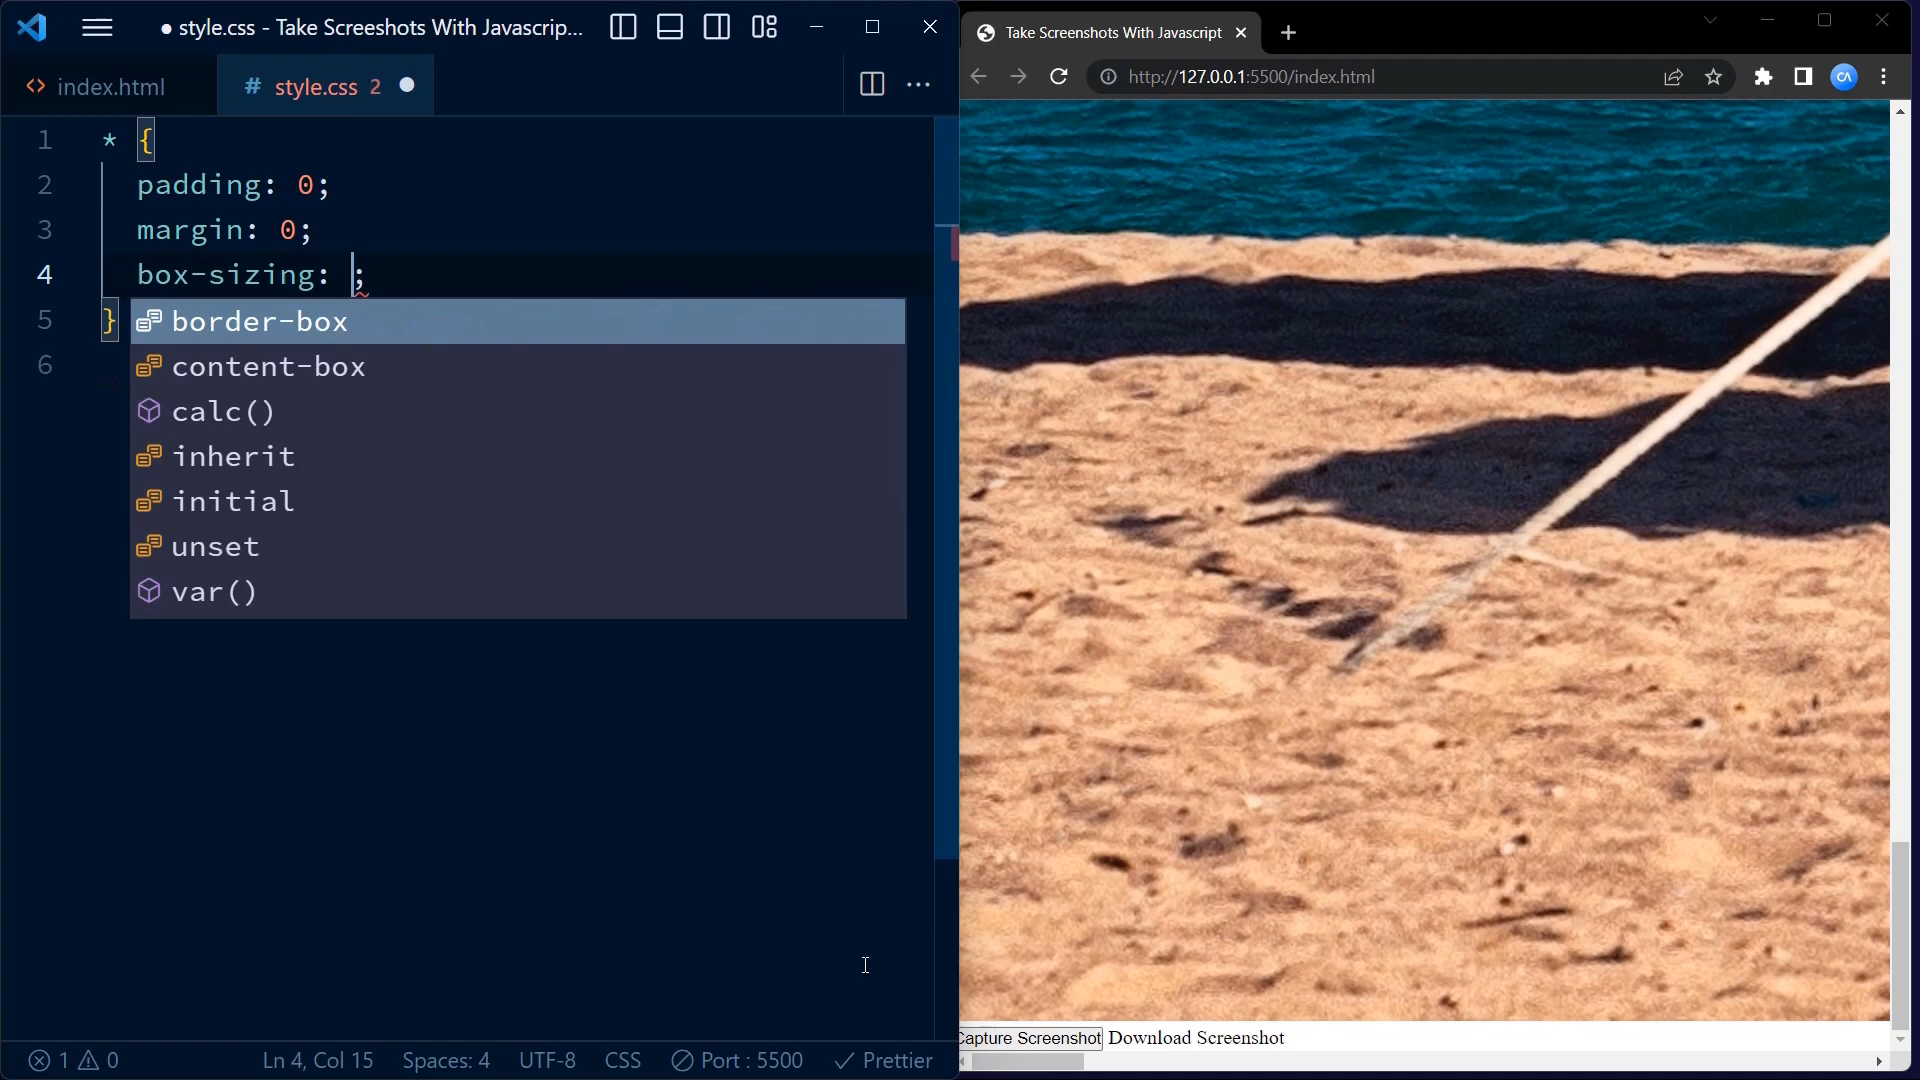 ● style.css - Take Screeshots With Javascrip...
index.html
# style.css 2 ●
1 * {
2 padding: 0;
3 margin: 0;
4 box-sizing: ;
5 }
6
border-box
content-box
calc()
inherit
initial
unset
var()
1 0
Ln 4, Col 15
Spaces: 4
UTF-8
CSS
Port : 5500
Prettier
Take Screenshots With Javascript
http://127.0.0.1:5500/index.html
CA
Capture Screenshot Download Screenshot